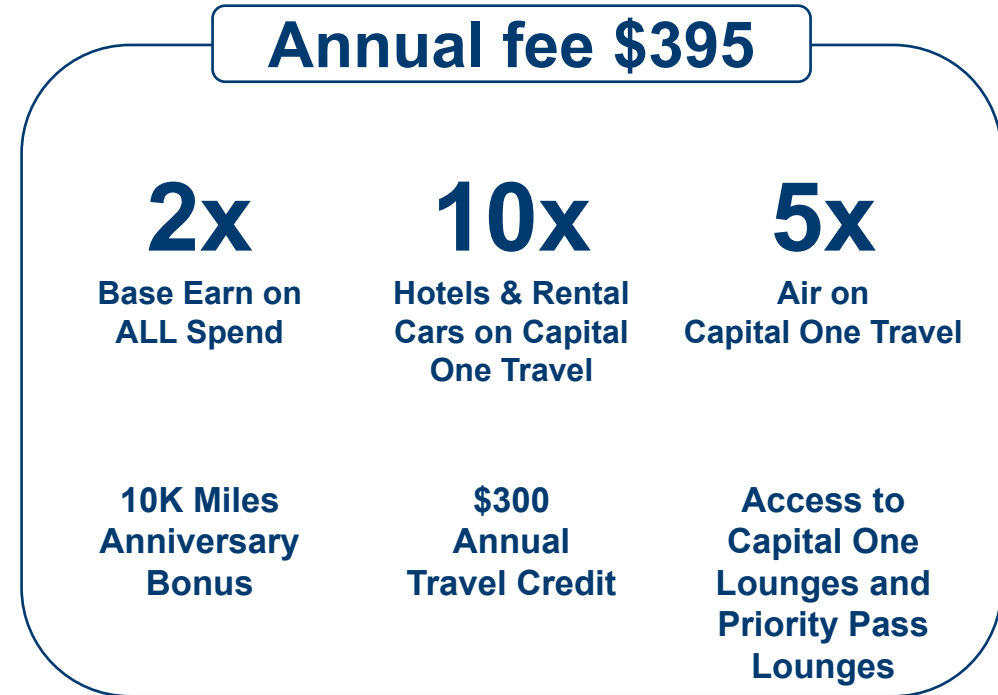 Annual fee $395
2x
Base Earn on
ALL Spend
10x
Hotels & Rental
Cars on Capital
One Travel
5x
Air on
Capital One Travel
10K Miles
Anniversary
Bonus
$300
Annual
Travel Credit
Access to
Capital One
Lounges and
Priority Pass
Lounges